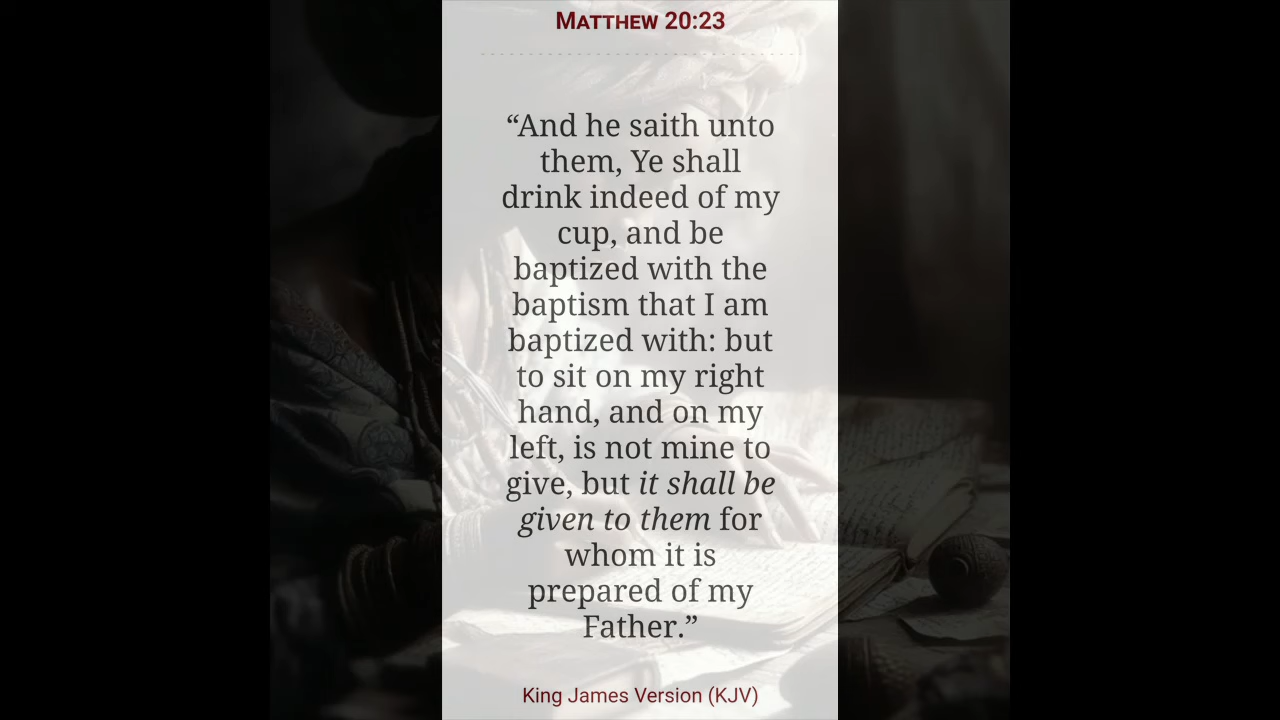 Matthew 20:23
“And he saith unto
them, Ye shall
drink indeed of my
cup, and be
baptized with the
baptism that I am
baptized with: but
to sit on my right
hand, and on my
left, is not mine to
give, but it shall be
given to them for
whom it is
prepared of my
Father.”
King James Version (KJV)